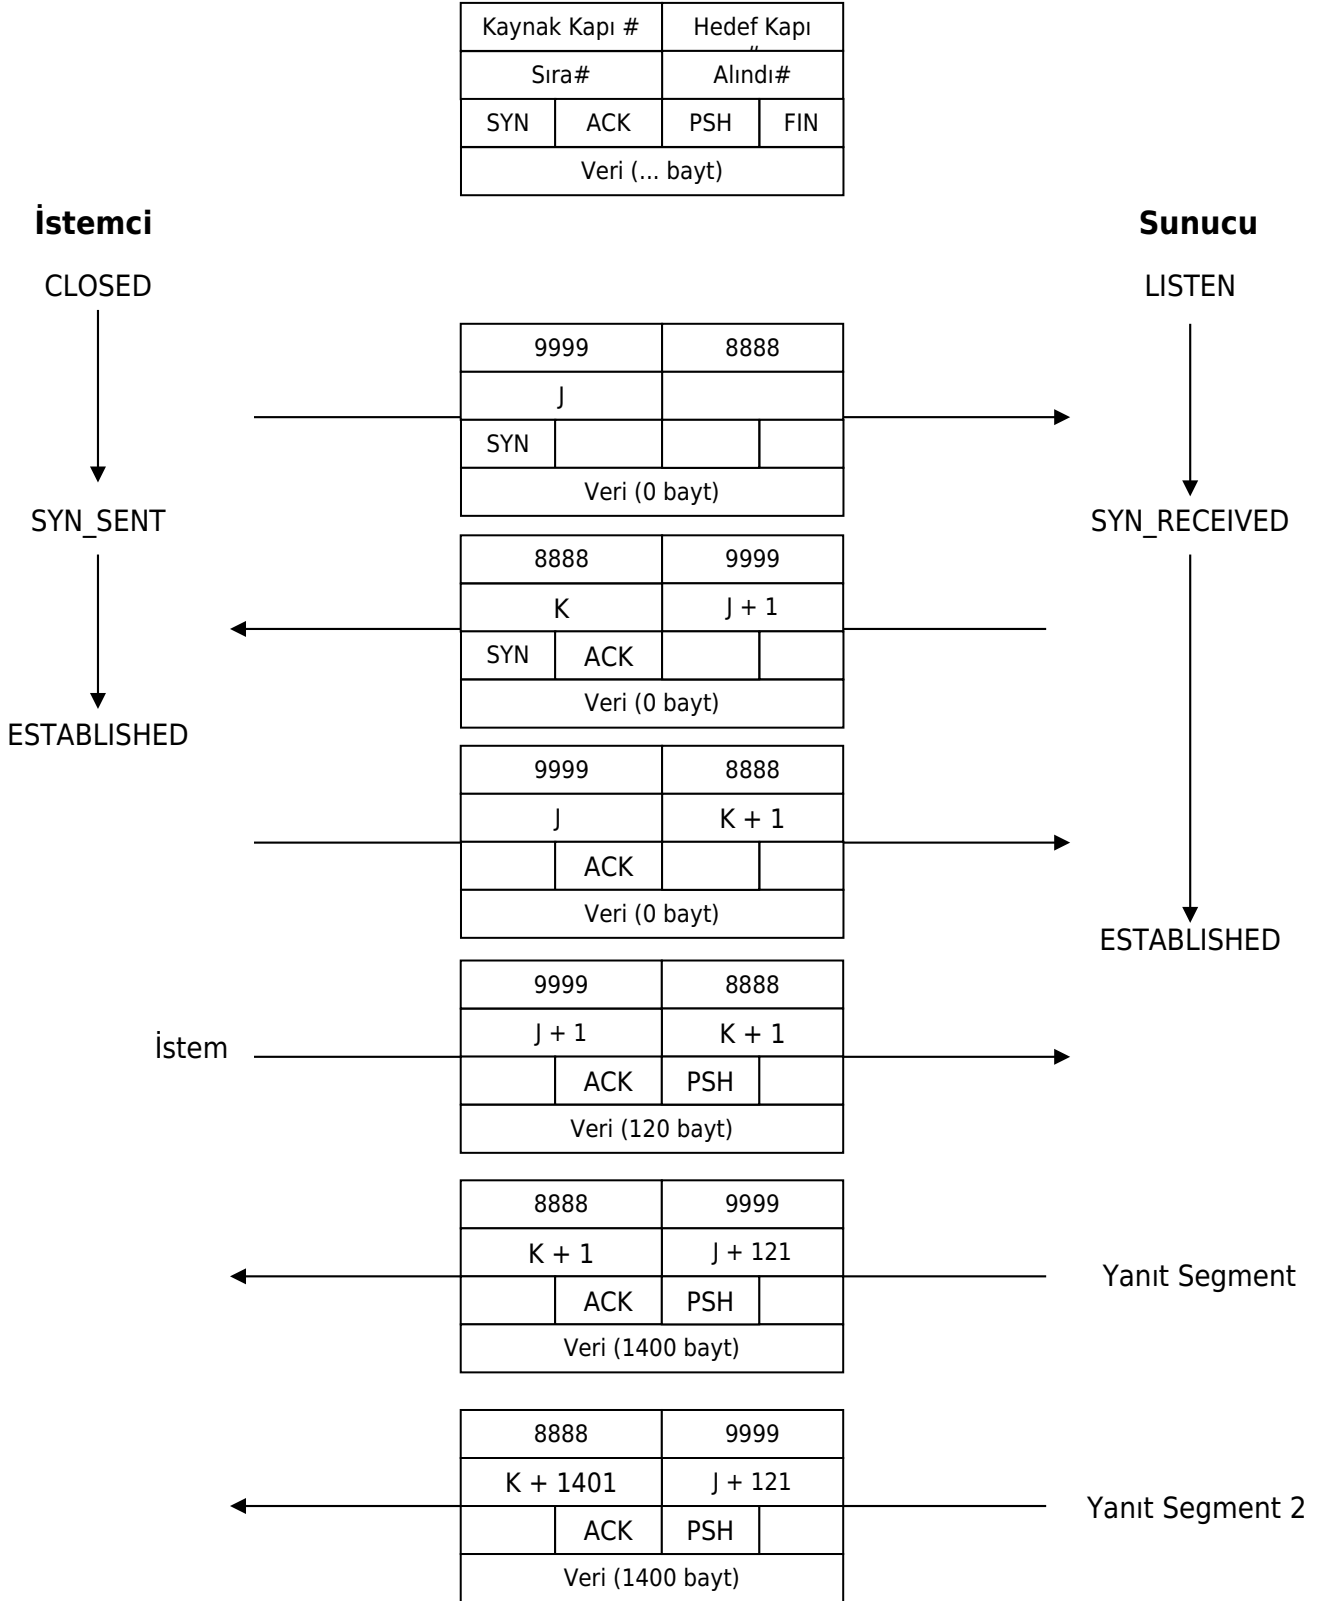 Kaynak Kapı # Hedef Kapı
Sıra# Alındı#
SYN ACK PSH FIN
Veri (... bayt)
İstemci Sunucu
CLOSED LISTEN
9999 8888
J
SYN
Veri (0 bayt)
SYN_SENT SYN_RECEIVED
8888 9999
K J + 1
SYN ACK
Veri (0 bayt)
ESTABLISHED
9999 8888
J K + 1
ACK
Veri (0 bayt)
ESTABLISHED
9999 8888
J + 1 K + 1
İstem
ACK PSH
Veri (120 bayt)
8888 9999
K + 1 J + 121
Yanıt Segment
ACK PSH
Veri (1400 bayt)
8888 9999
K + 1401 J + 121
Yanıt Segment 2
ACK PSH
Veri (1400 bayt)